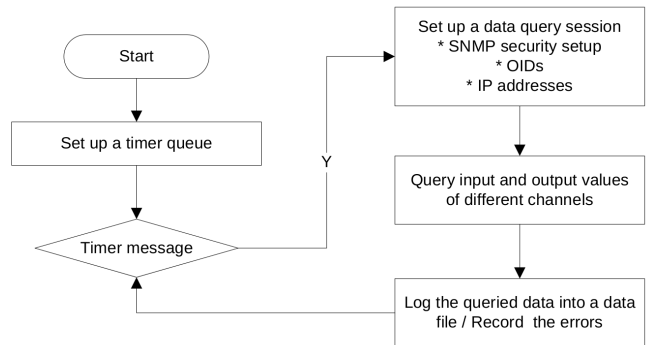 Start
Set up a timer queue
Timer message
Y
Set up a data query session
* SNMP security setup
* OIDs
* IP addresses
Query input and output values
of different channels
Log the queried data into a data
file / Record the errors